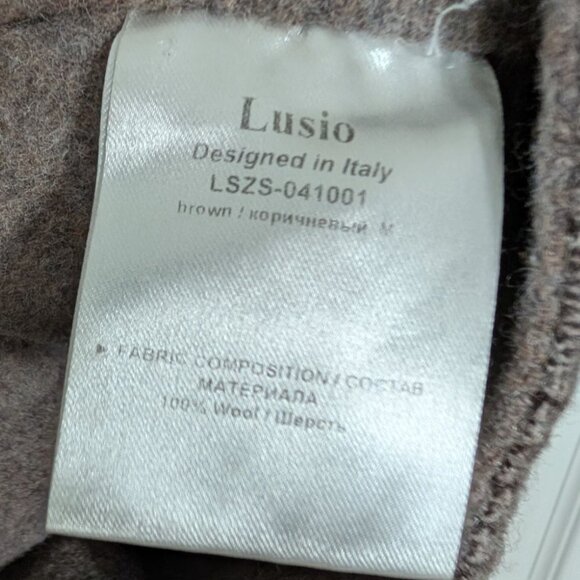 Lusio
Designed in Italy
LSZS-041001
brown / коричневый M
► FABRIC COMPOSITION / СОСТАВ
МАТЕРИАЛА
100% Wool / Шерсть